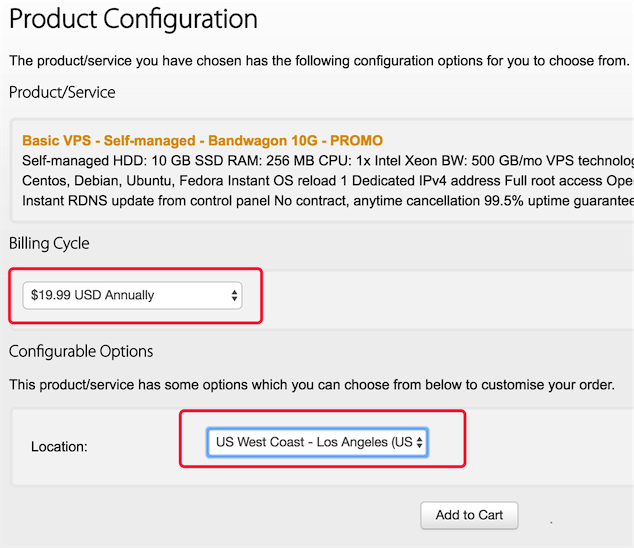 Product Configuration
The product/service you have chosen has the following configuration options for you to choose from.
Product/Service
Basic VPS - Self-managed - Bandwagon 10G - PROMO
Self-managed HDD: 10 GB SSD RAM: 256 MB CPU: 1x Intel Xeon BW: 500 GB/mo VPS
Centos, Debian, Ubuntu, Fedora Instant OS reload 1 Dedicated IPv4 address Full root access
Instant RDNS update from control panel No contract, anytime cancellation 99.5% uptime guarantee
Billing Cycle
$19.99 USD Annually
Configurable Options
This product/service has some options which you can choose from below to customise your order.
Location:
US West Coast - Los Angeles (US
Add to Cart